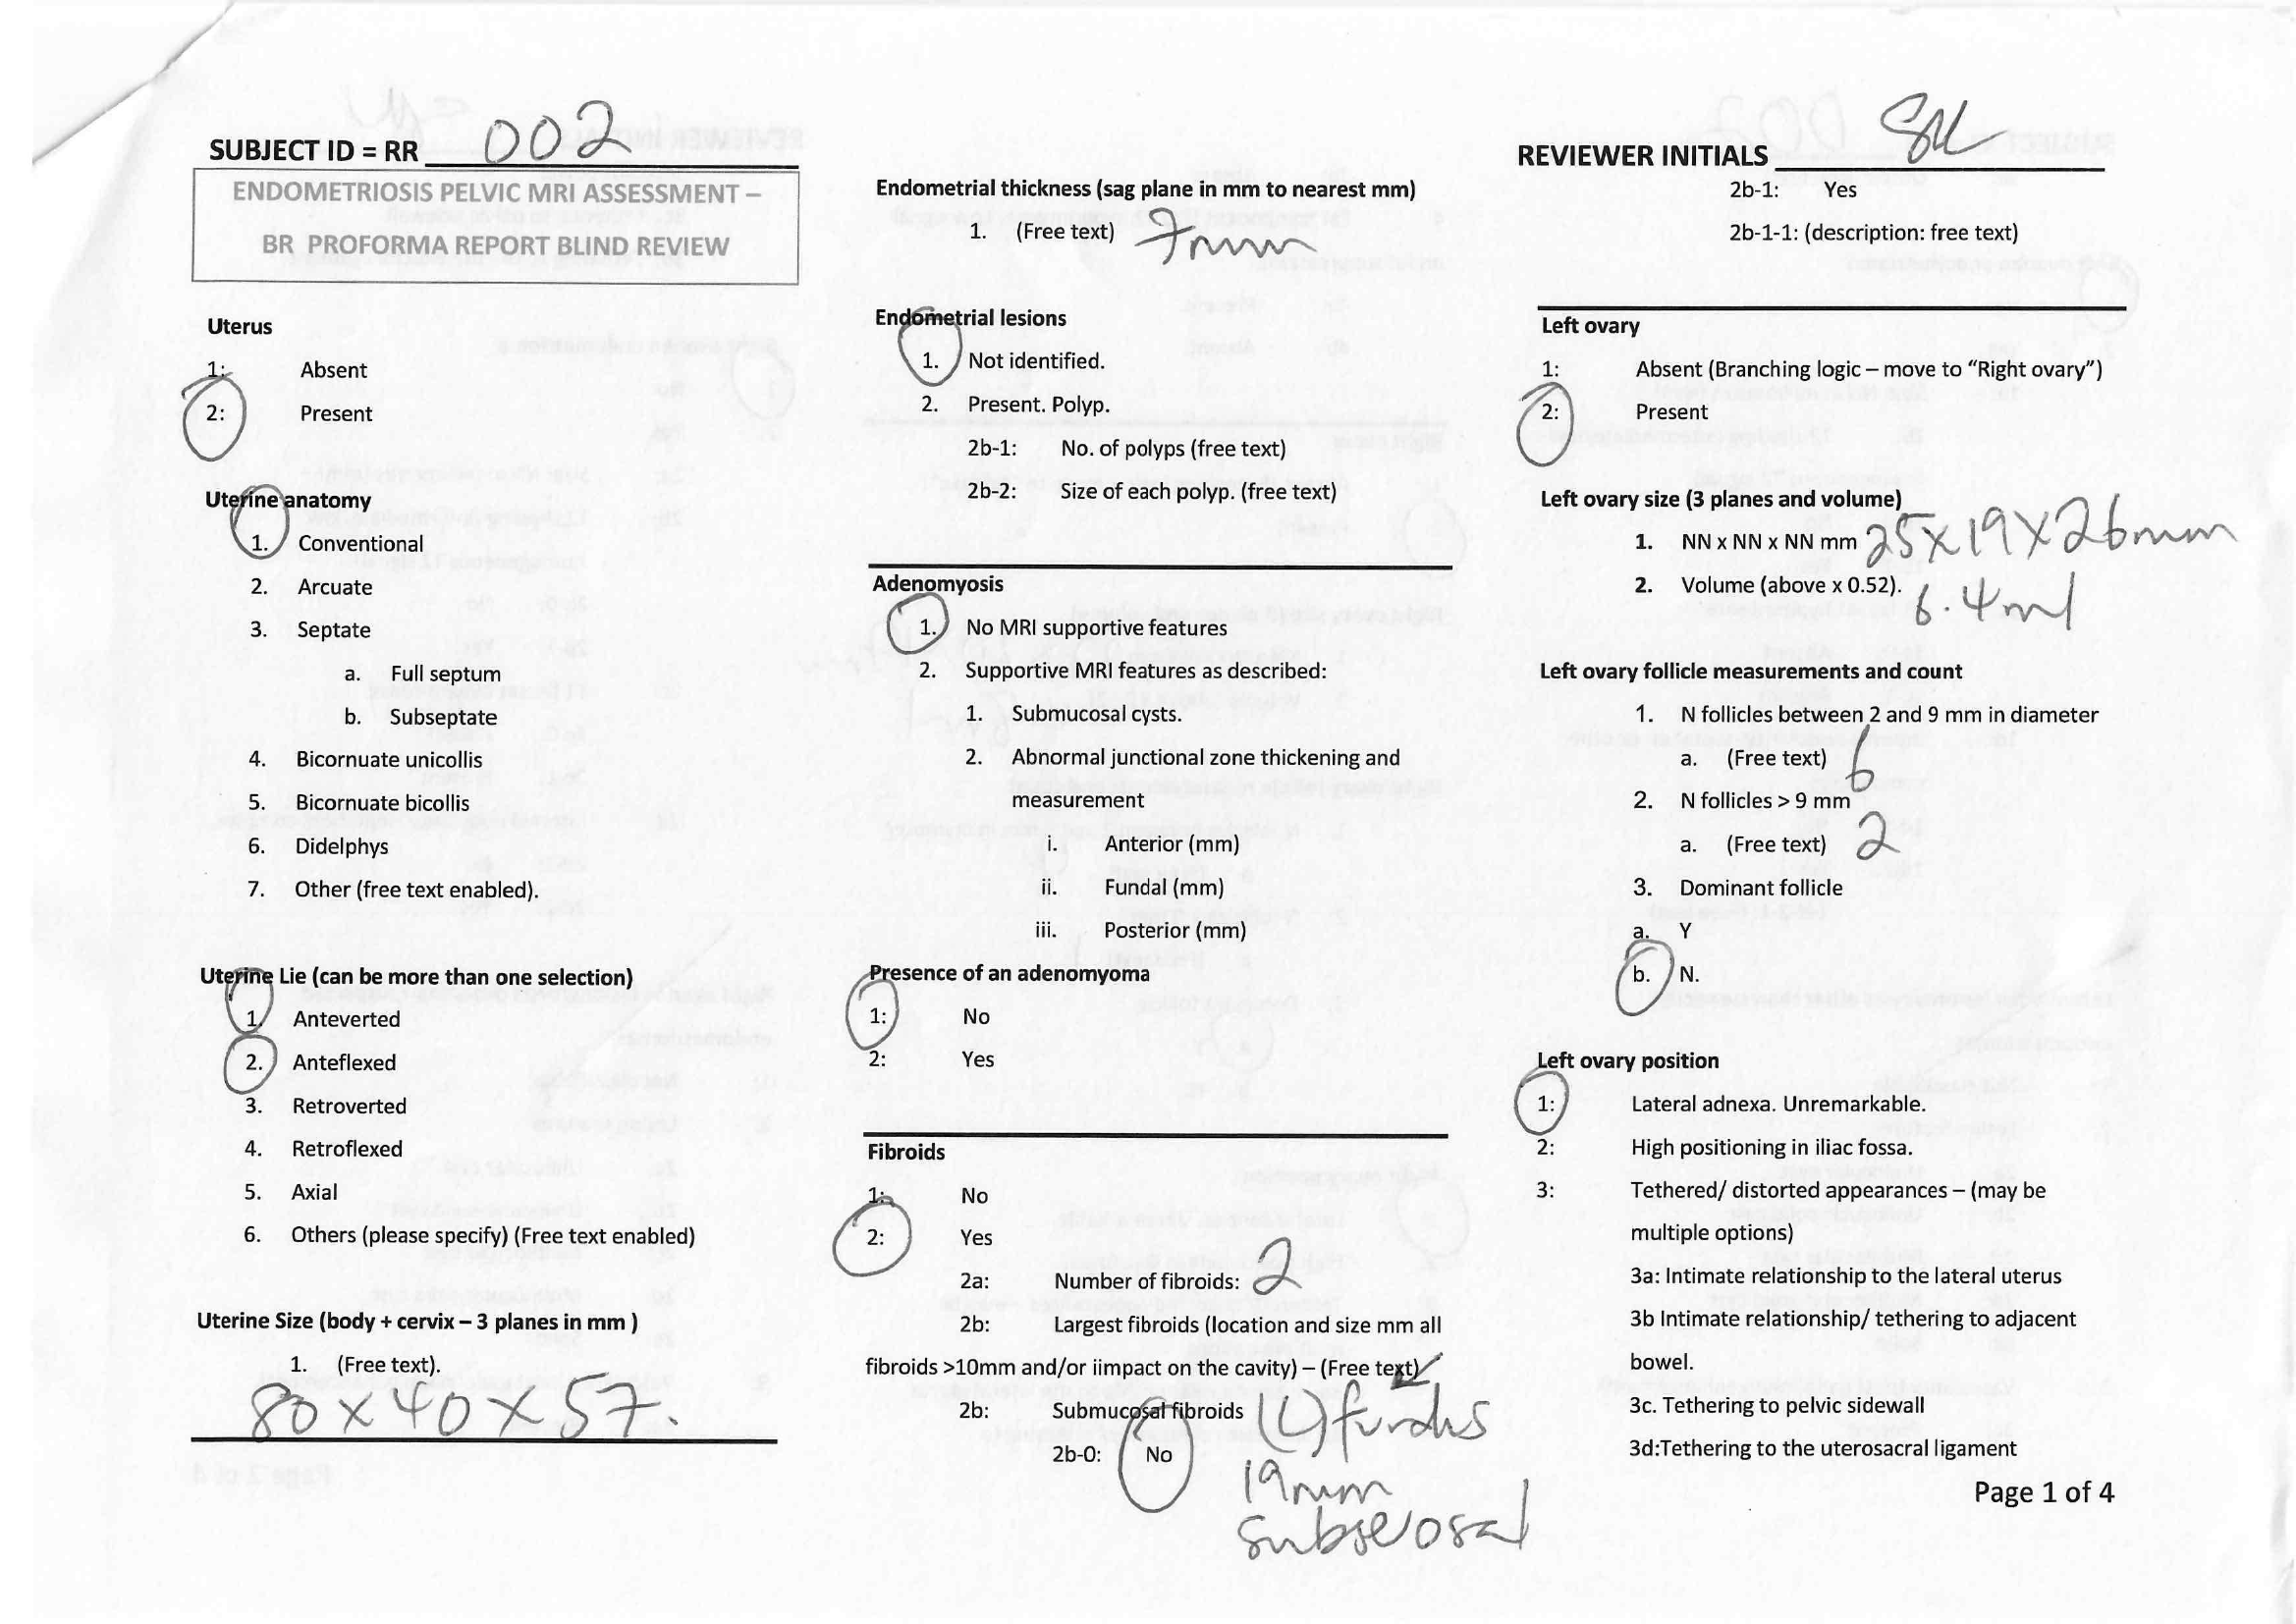 SUBJECT ID = RR 002
ENDOMETRIOSIS PELVIC MRI ASSESSMENT –
BR PROFORMA REPORT BLIND REVIEW
Uterus
1: Absent
2: Present
Uterine anatomy
1. Conventional
2. Arcuate
3. Septate
a. Full septum
b. Subseptate
4. Bicornuate unicollis
5. Bicornuate bicollis
6. Didelphys
7. Other (free text enabled).
Uterine Lie (can be more than one selection)
1. Anteverted
2. Anteflexed
3. Retroverted
4. Retroflexed
5. Axial
6. Others (please specify) (Free text enabled)
Uterine Size (body + cervix – 3 planes in mm )
1. (Free text).
80 x 40 x 57.
Endometrial thickness (sag plane in mm to nearest mm)
1. (Free text) 7mm
Endometrial lesions
1. Not identified.
2. Present. Polyp.
2b-1: No. of polyps (free text)
2b-2: Size of each polyp. (free text)
Adenomyosis
1. No MRI supportive features
2. Supportive MRI features as described:
1. Submucosal cysts.
2. Abnormal junctional zone thickening and
measurement
i. Anterior (mm)
ii. Fundal (mm)
iii. Posterior (mm)
Presence of an adenomyoma
1: No
2: Yes
Fibroids
1: No
2: Yes
2a: Number of fibroids: 2
2b: Largest fibroids (location and size mm all
fibroids >10mm and/or iimpact on the cavity) – (Free text)
2b: Submucosal fibroids (L) fundus
2b-0: No 19mm
subserosal
REVIEWER INITIALS
2b-1: Yes
2b-1-1: (description: free text)
Left ovary
1: Absent (Branching logic – move to “Right ovary”)
2: Present
Left ovary size (3 planes and volume)
1. NN x NN x NN mm 25x19x26mm
2. Volume (above x 0.52). 6.4ml
Left ovary follicle measurements and count
1. N follicles between 2 and 9 mm in diameter
a. (Free text) 6
2. N follicles > 9 mm
a. (Free text) 2
3. Dominant follicle
a. Y
b. N.
Left ovary position
1: Lateral adnexa. Unremarkable.
2: High positioning in iliac fossa.
3: Tethered/ distorted appearances – (may be
multiple options)
3a: Intimate relationship to the lateral uterus
3b Intimate relationship/ tethering to adjacent
bowel.
3c. Tethering to pelvic sidewall
3d:Tethering to the uterosacral ligament
Page 1 of 4